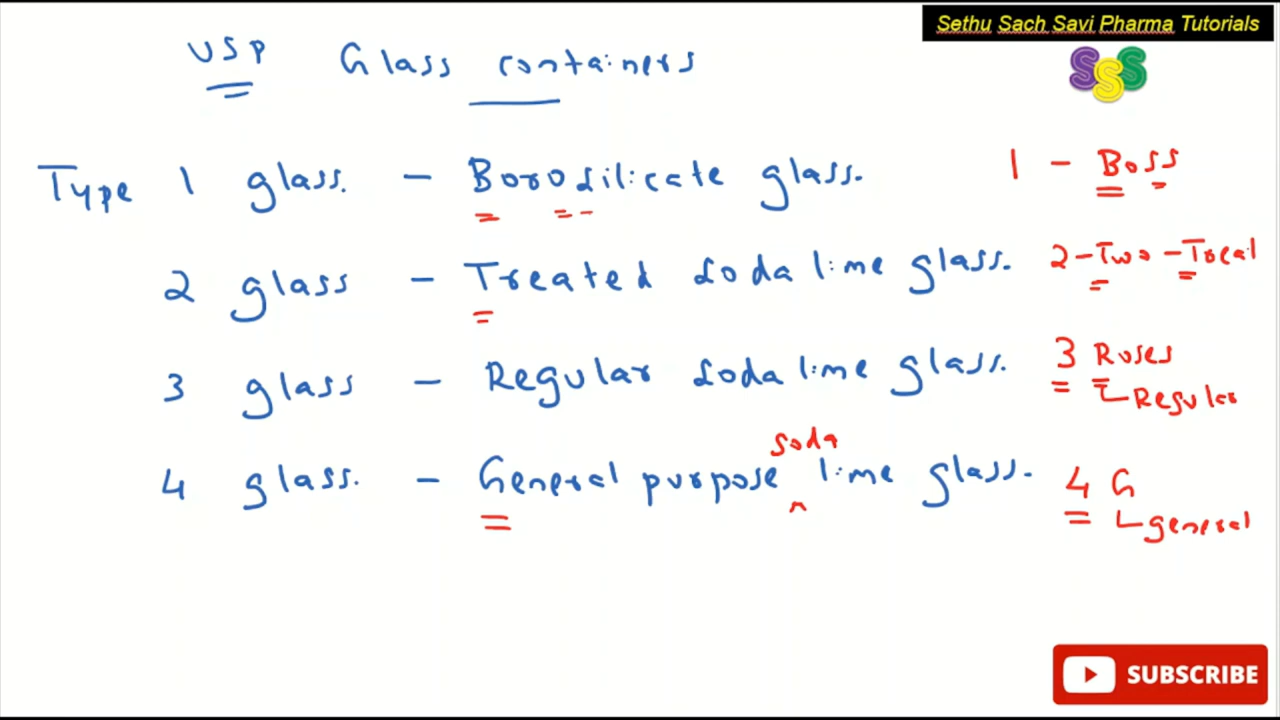 Sethu Sach Savi Pharma Tutorials
SSS
USP Glass containers
Type 1 glass. - Borosilicate glass. 1 - Boss
2 glass - Treated Soda lime glass. 2 - Two - Treat
3 glass - Regular Soda lime glass. 3 Roses
Regular
soda
4 glass. - General purpose ^ lime glass. 4 G
general
SUBSCRIBE